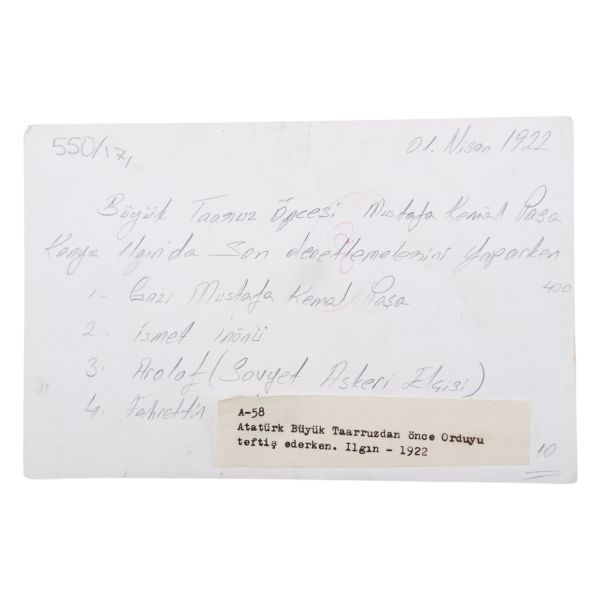 550/17,
01. Nisan 1922
Büyük Taarruz Öncesi Mustafa Kemal Paşa
Konya Ilgın'da Son denetlemelerini Yaparken
400
1- Gazi Mustafa Kemal Paşa
2. İsmet İnönü
3. Arolof (Sovyet Askeri Elçisi)
4. Fahrettin
A-58
Atatürk Büyük Taarruzdan önce Orduyu
teftiş ederken. Ilgın - 1922
10